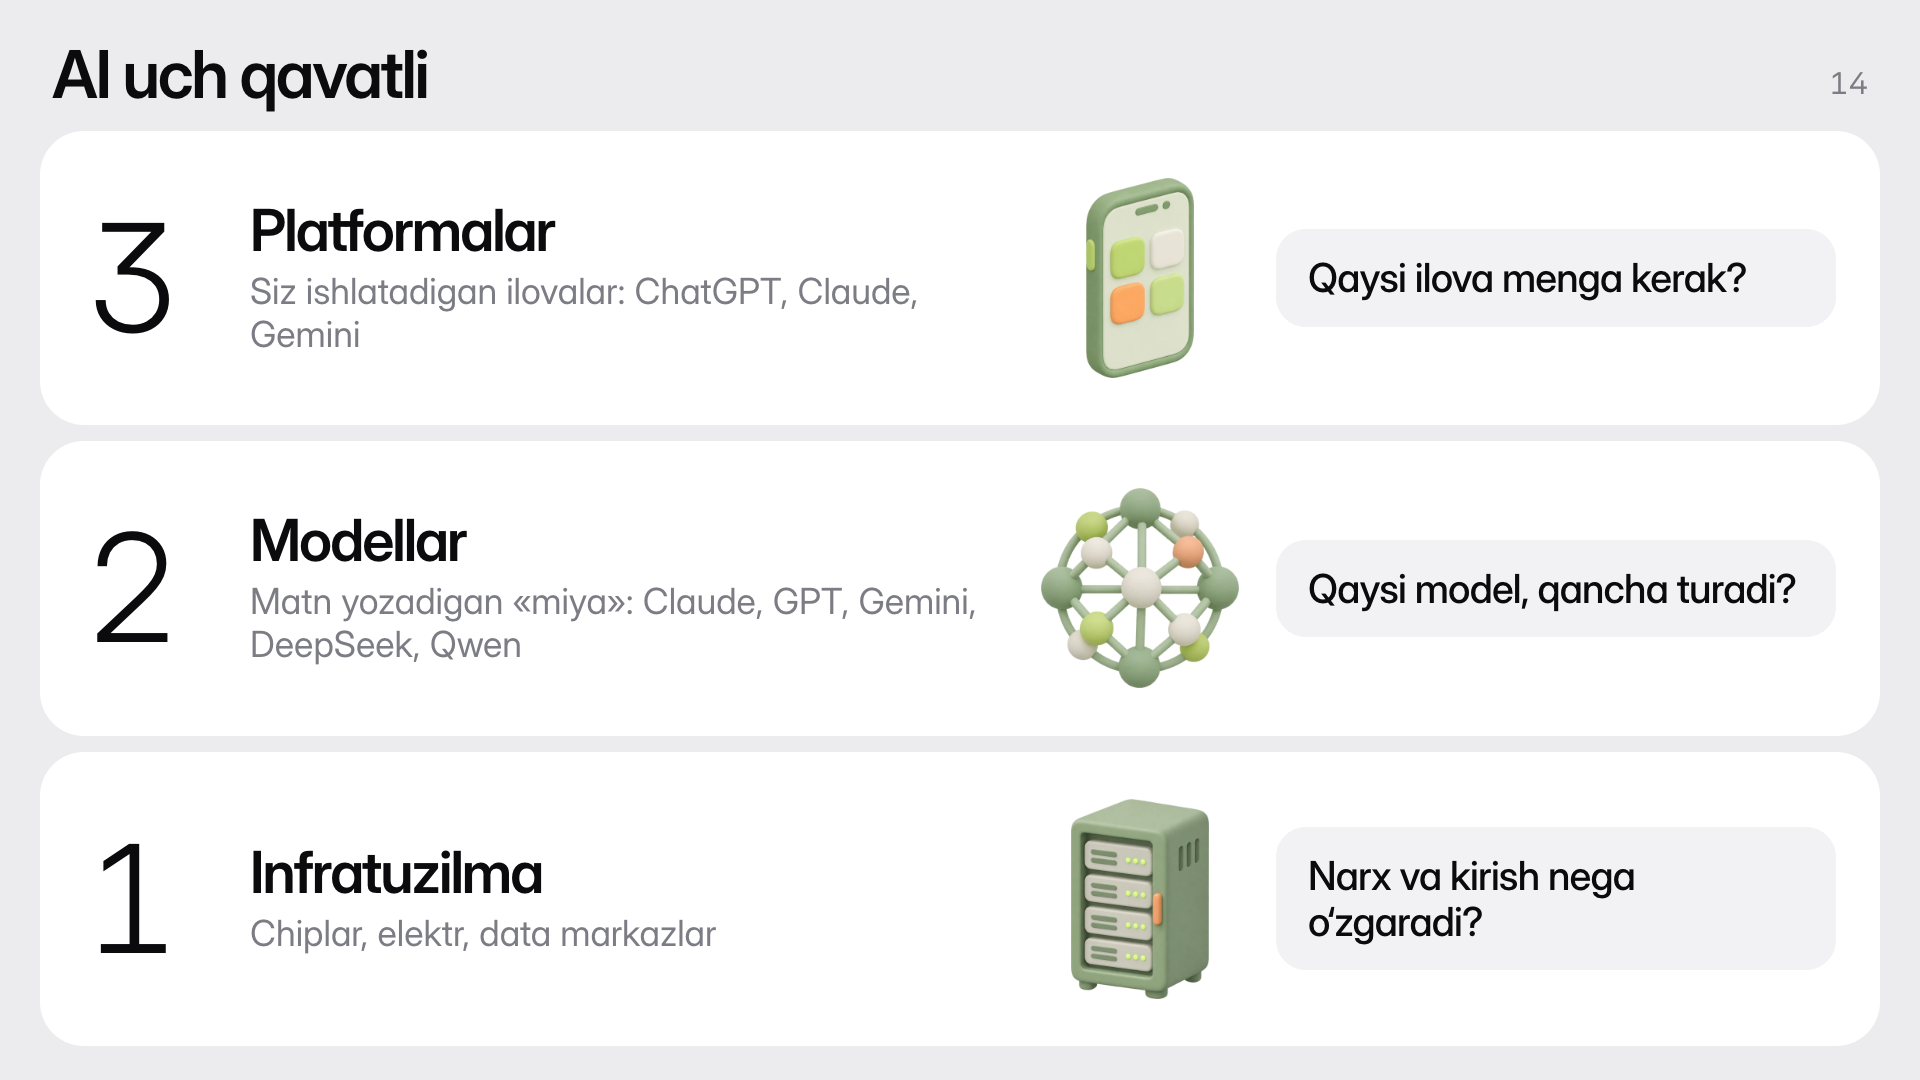 AI uch qavatli
14
3
Platformalar
Siz ishlatadigan ilovalar: ChatGPT, Claude,
Gemini
Qaysi ilova menga kerak?
2
Modellar
Matn yozadigan «miya»: Claude, GPT, Gemini,
DeepSeek, Qwen
Qaysi model, qancha turadi?
1
Infratuzilma
Chiplar, elektr, data markazlar
Narx va kirish nega
o‘zgaradi?